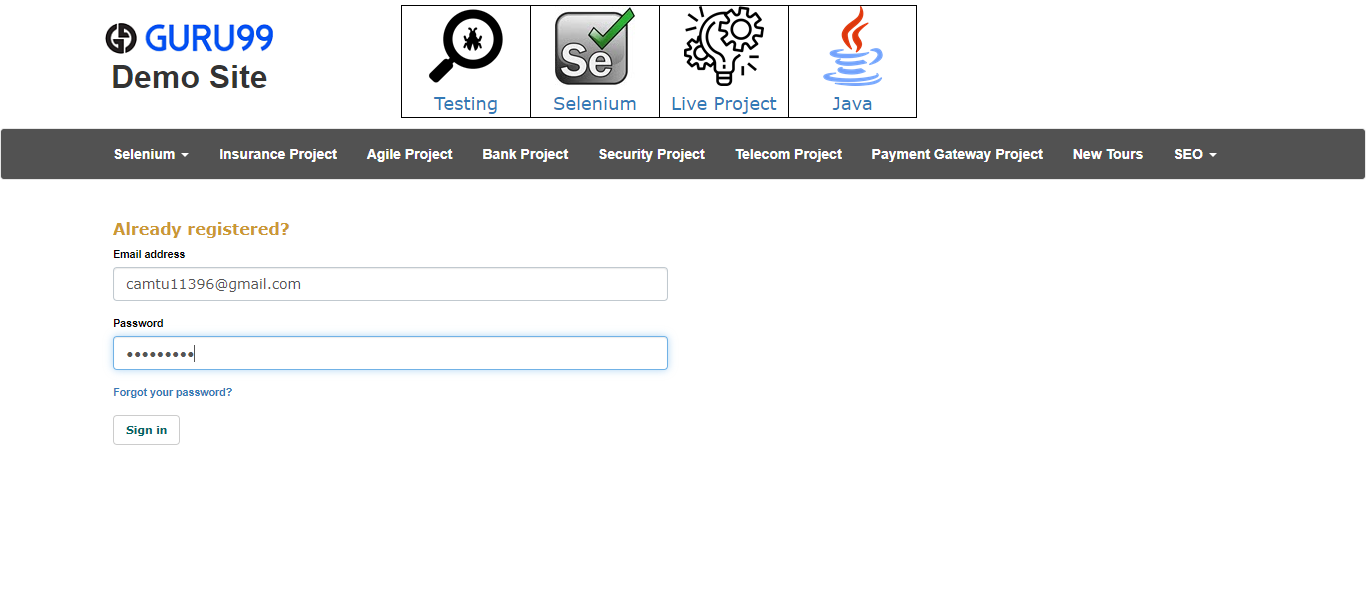 GURU99
Demo Site
Se
Testing Selenium Live Project Java
Selenium Insurance Project Agile Project Bank Project Security Project Telecom Project Payment Gateway Project New Tours SEO
Already registered?
Email address
camtu11396@gmail.com
Password
•••••••••
Forgot your password?
Sign in